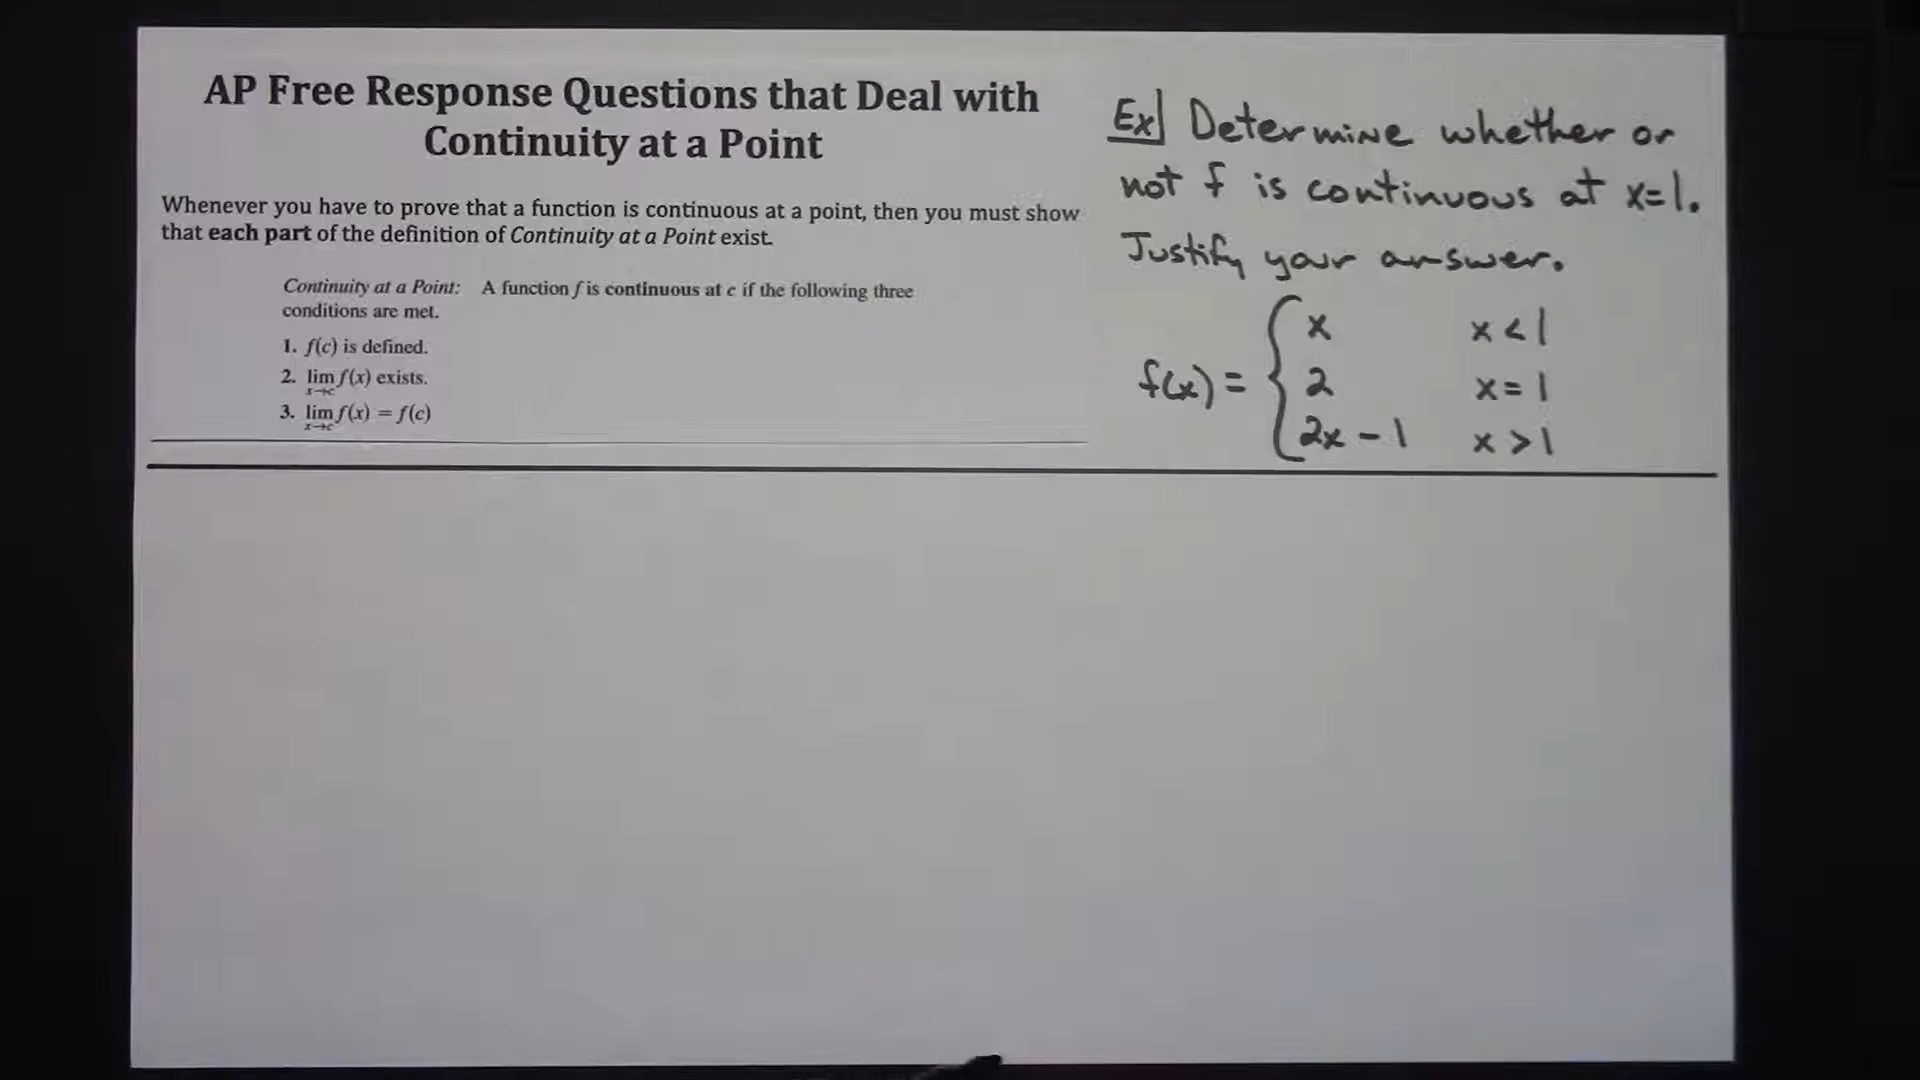 AP Free Response Questions that Deal with
Continuity at a Point
Whenever you have to prove that a function is continuous at a point, then you must show
that each part of the definition of Continuity at a Point exist.
Continuity at a Point: A function f is continuous at c if the following three
conditions are met.
1. f(c) is defined.
2. lim f(x) exists.
x→c
3. lim f(x) = f(c)
x→c
Ex] Determine whether or
not f is continuous at x=1.
Justify your answer.
x x<1
f(x) = { 2 x=1
2x-1 x>1